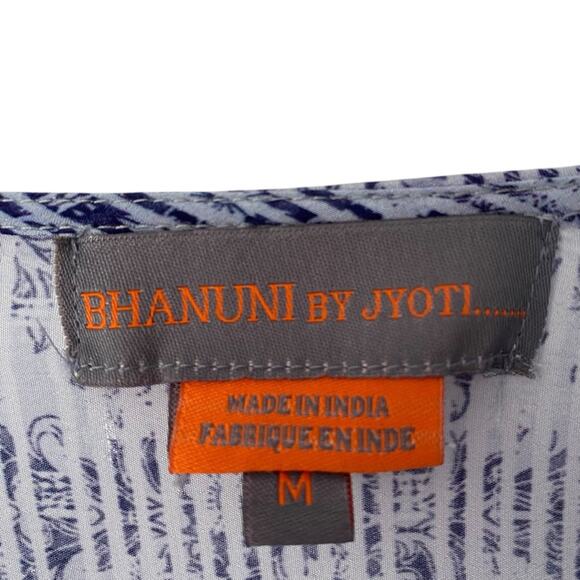 BHANUNI BY JYOTI......
MADE IN INDIA
FABRIQUE EN INDE
M